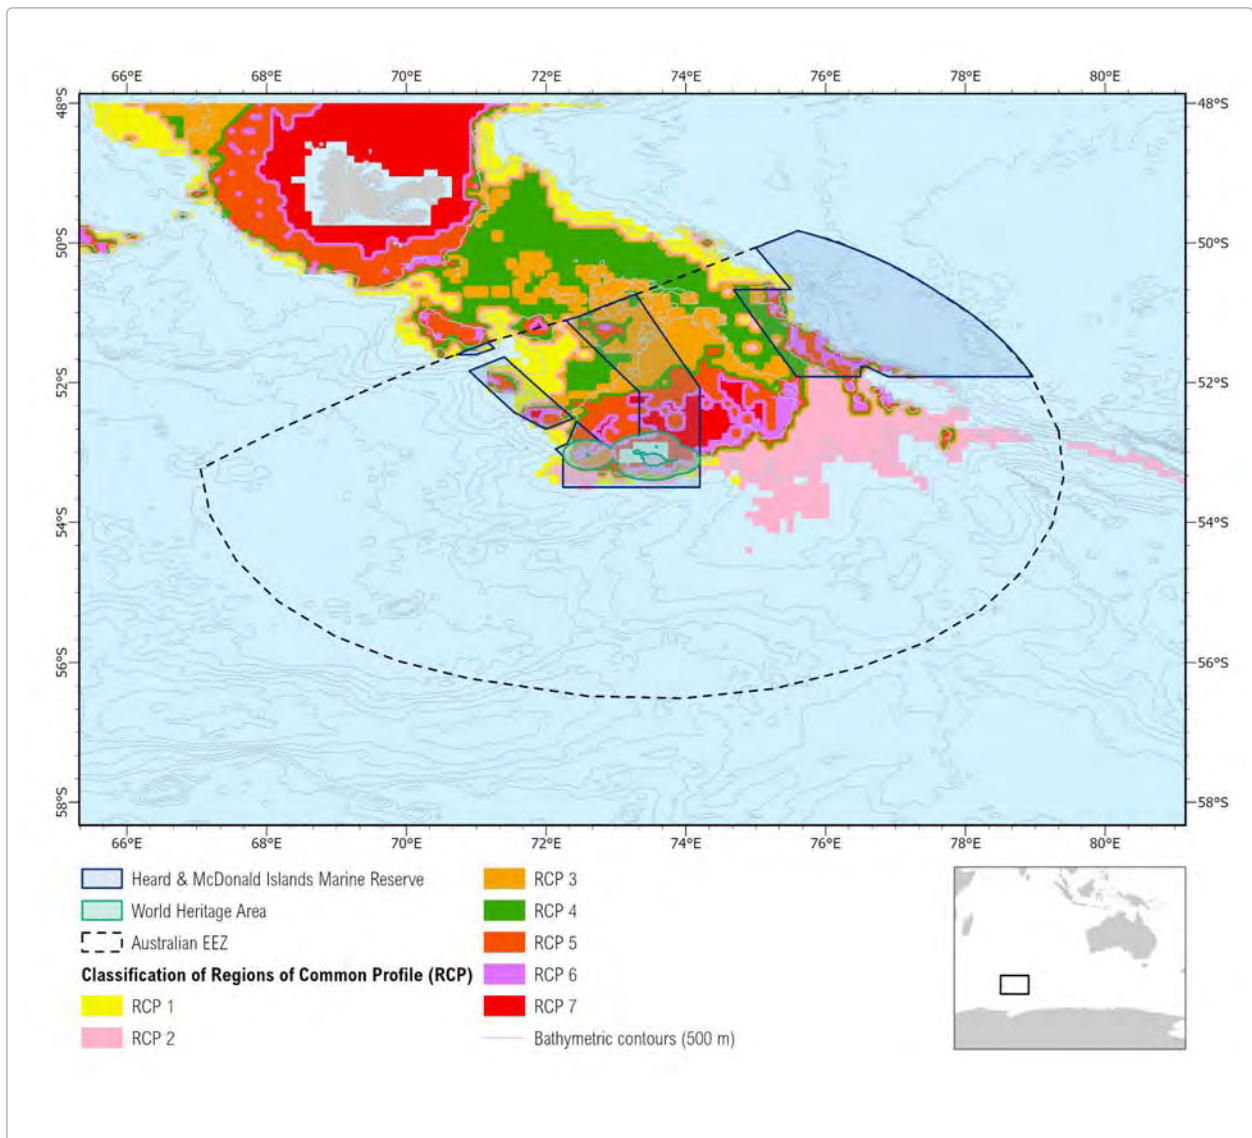 66°E 68°E 70°E 72°E 74°E 76°E 78°E 80°E
48°S 48°S
50°S 50°S
52°S 52°S
54°S 54°S
56°S 56°S
58°S 58°S
66°E 68°E 70°E 72°E 74°E 76°E 78°E 80°E
Heard & McDonald Islands Marine Reserve
World Heritage Area
Australian EEZ
Classification of Regions of Common Profile (RCP)
RCP 1
RCP 2
RCP 3
RCP 4
RCP 5
RCP 6
RCP 7
Bathymetric contours (500 m)